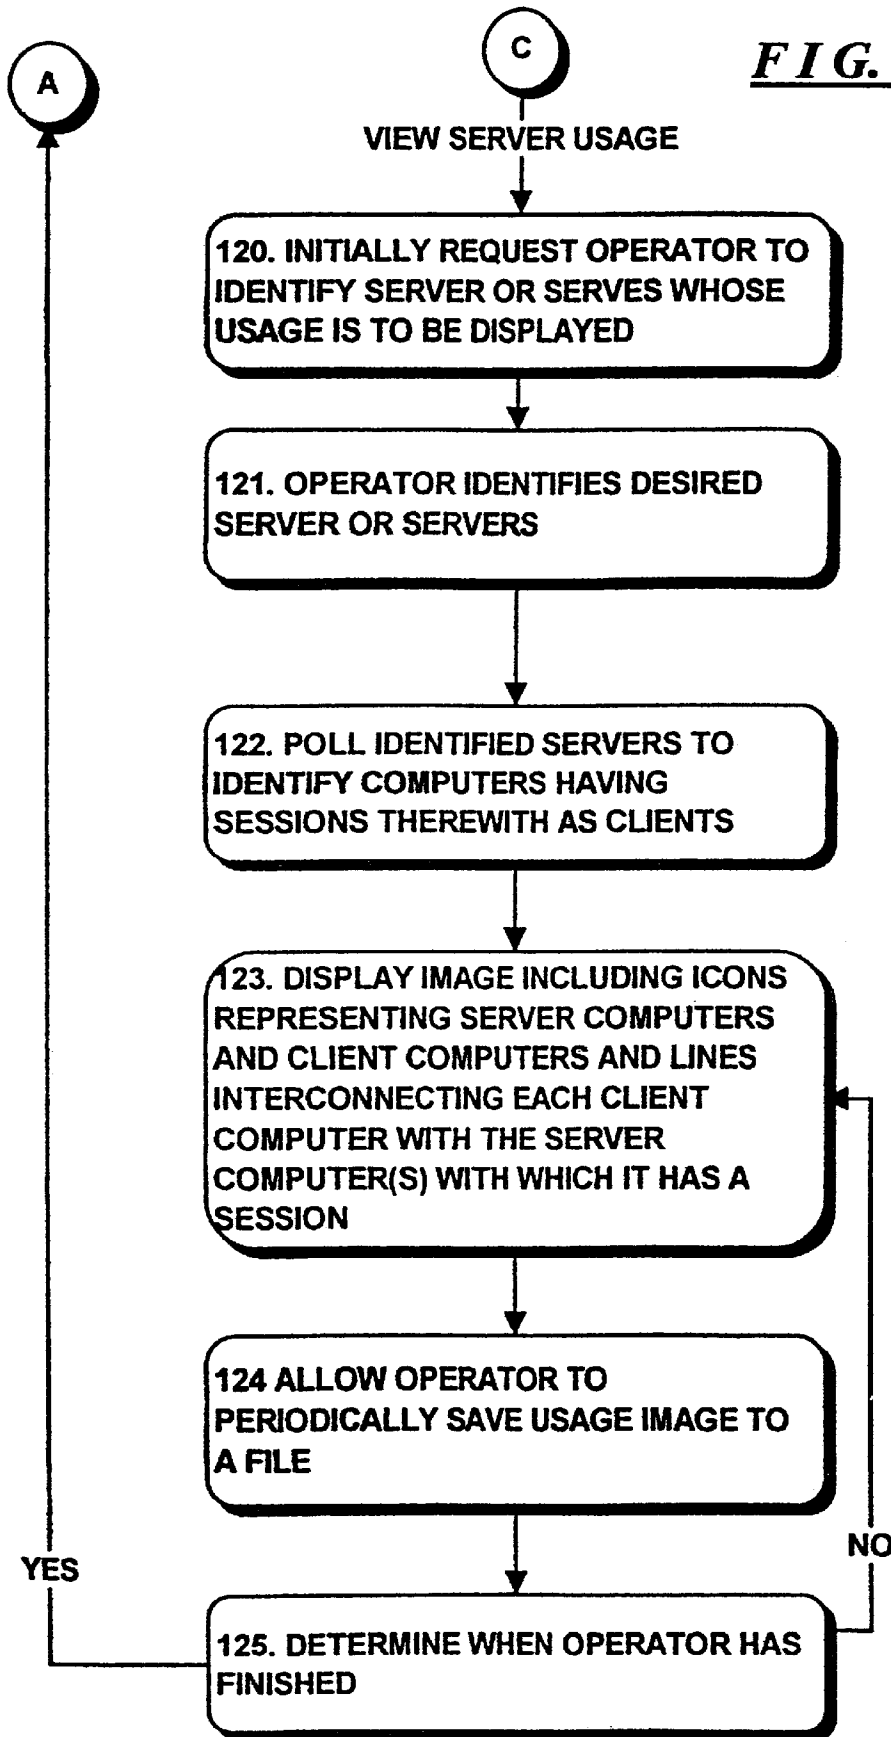 A
C
F I G.
VIEW SERVER USAGE
120. INITIALLY REQUEST OPERATOR TO
IDENTIFY SERVER OR SERVES WHOSE
USAGE IS TO BE DISPLAYED
121. OPERATOR IDENTIFIES DESIRED
SERVER OR SERVERS
122. POLL IDENTIFIED SERVERS TO
IDENTIFY COMPUTERS HAVING
SESSIONS THEREWITH AS CLIENTS
123. DISPLAY IMAGE INCLUDING ICONS
REPRESENTING SERVER COMPUTERS
AND CLIENT COMPUTERS AND LINES
INTERCONNECTING EACH CLIENT
COMPUTER WITH THE SERVER
COMPUTER(S) WITH WHICH IT HAS A
SESSION
124 ALLOW OPERATOR TO
PERIODICALLY SAVE USAGE IMAGE TO
A FILE
NO
YES
125. DETERMINE WHEN OPERATOR HAS
FINISHED